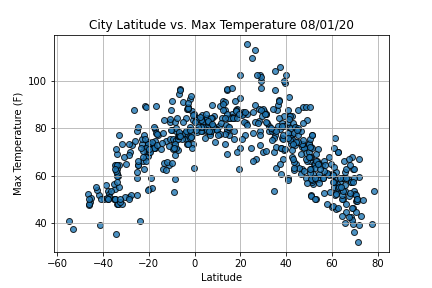 City Latitude vs. Max Temperature 08/01/20
Max Temperature (F)
100
80
60
40
−60 −40 −20 0 20 40 60 80
Latitude